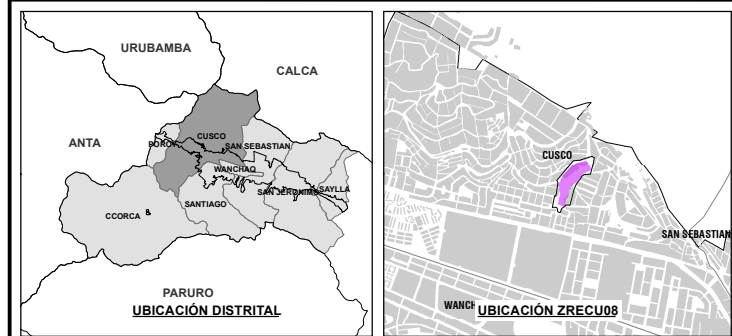 URUBAMBA
CALCA
ANTA
CUSCO
POROY
SAN SEBASTIAN
WANCHAQ
SAN JERONIMO
SAYLLA
SANTIAGO
CCORCA
PARURO
UBICACIÓN DISTRITAL
CUSCO
SAN SEBASTIAN
WANCH
UBICACIÓN ZRECU08